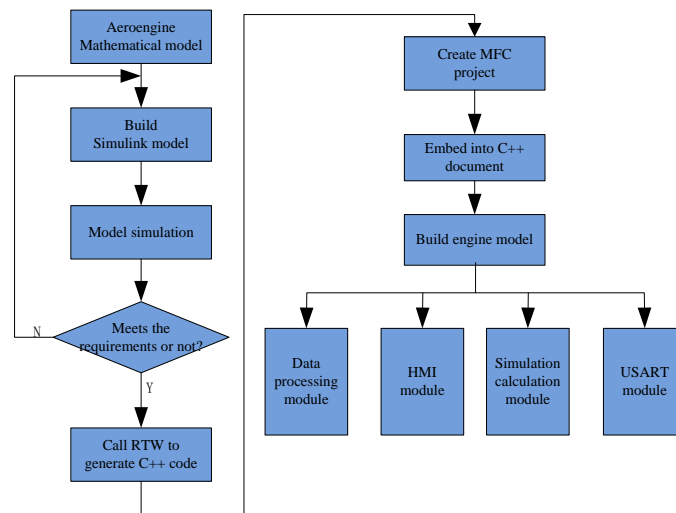 Aeroengine
Mathematical model
Build
Simulink model
Model simulation
Meets the
requirements or not?
N
Y
Call RTW to
generate C++ code
Create MFC
project
Embed into C++
document
Build engine model
Data
processing
module
HMI
module
Simulation
calculation
module
USART
module